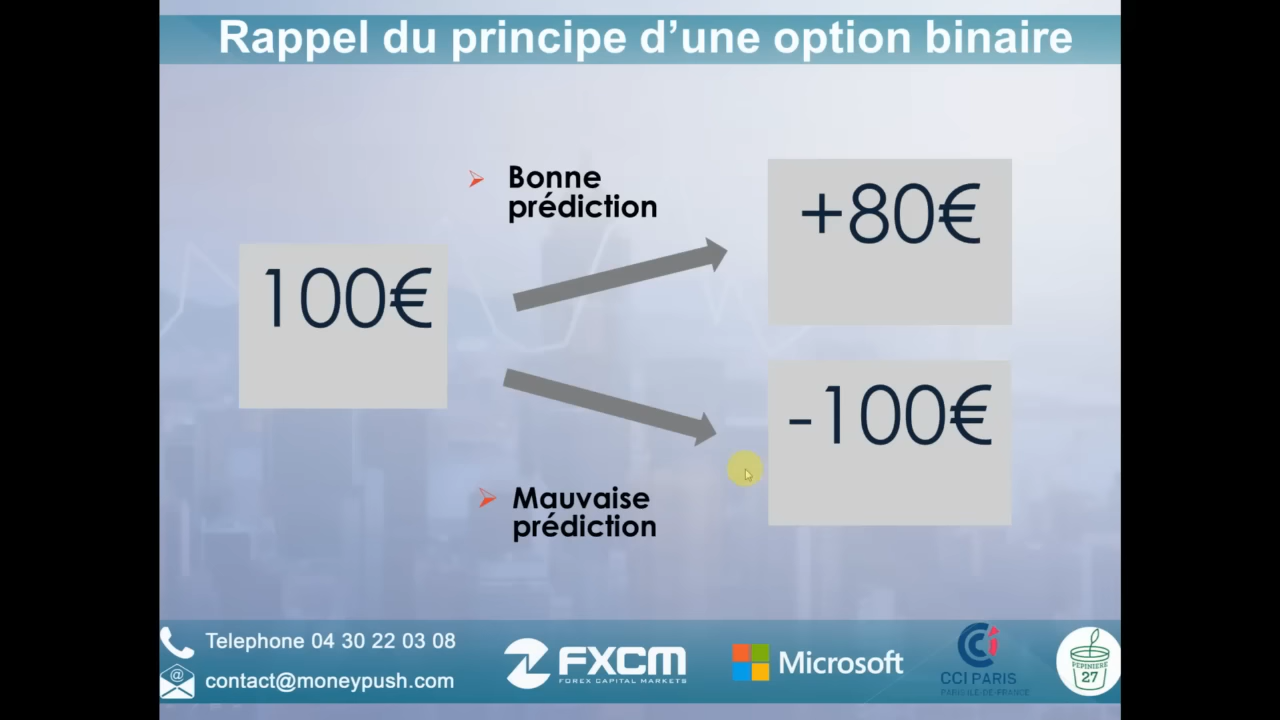 Rappel du principe d’une option binaire
Bonne
prédiction
+80€
100€
-100€
Mauvaise
prédiction
Telephone 04 30 22 03 08
@
contact@moneypush.com
FXCM
FOREX CAPITAL MARKETS
Microsoft
CCI PARIS
PARIS ILE-DE-FRANCE
PEPINIERE
27